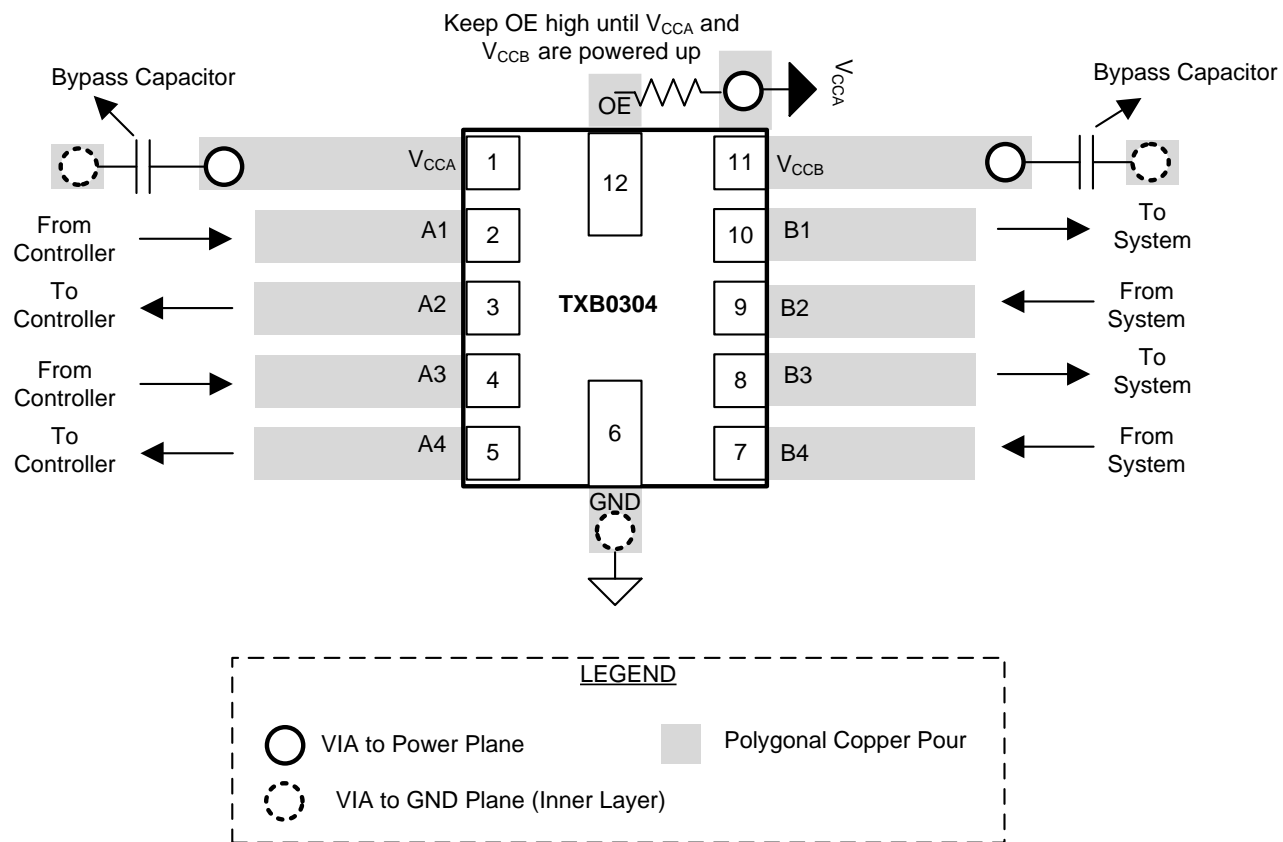 Keep OE high until VCCA and
VCCB are powered up
Bypass Capacitor
Bypass Capacitor
VCCA
OE
VCCA
1
12
11
VCCB
From
Controller
A1
2
10
B1
To
System
To
Controller
A2
3
TXB0304
9
B2
From
System
From
Controller
A3
4
8
B3
To
System
To
Controller
A4
5
6
7
B4
From
System
GND
LEGEND
VIA to Power Plane
Polygonal Copper Pour
VIA to GND Plane (Inner Layer)